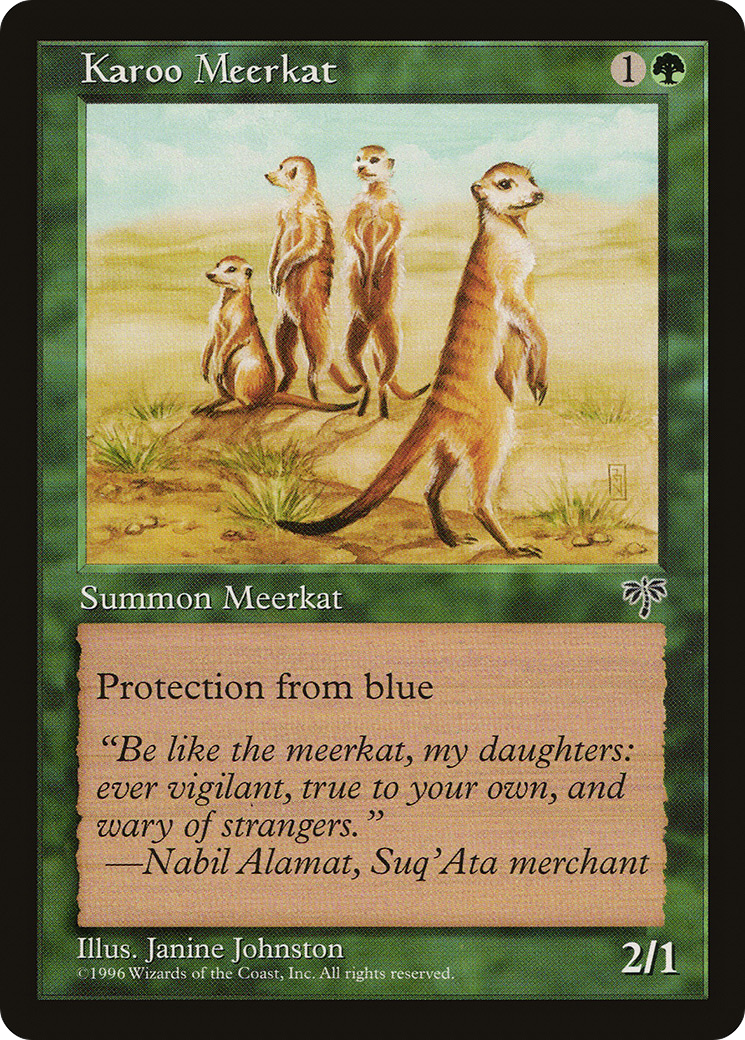 Karoo Meerkat 1
Summon Meerkat
Protection from blue
“Be like the meerkat, my daughters:
ever vigilant, true to your own, and
wary of strangers.”
—Nabil Alamat, Suq’Ata merchant
Illus. Janine Johnston
©1996 Wizards of the Coast, Inc. All rights reserved.
2/1